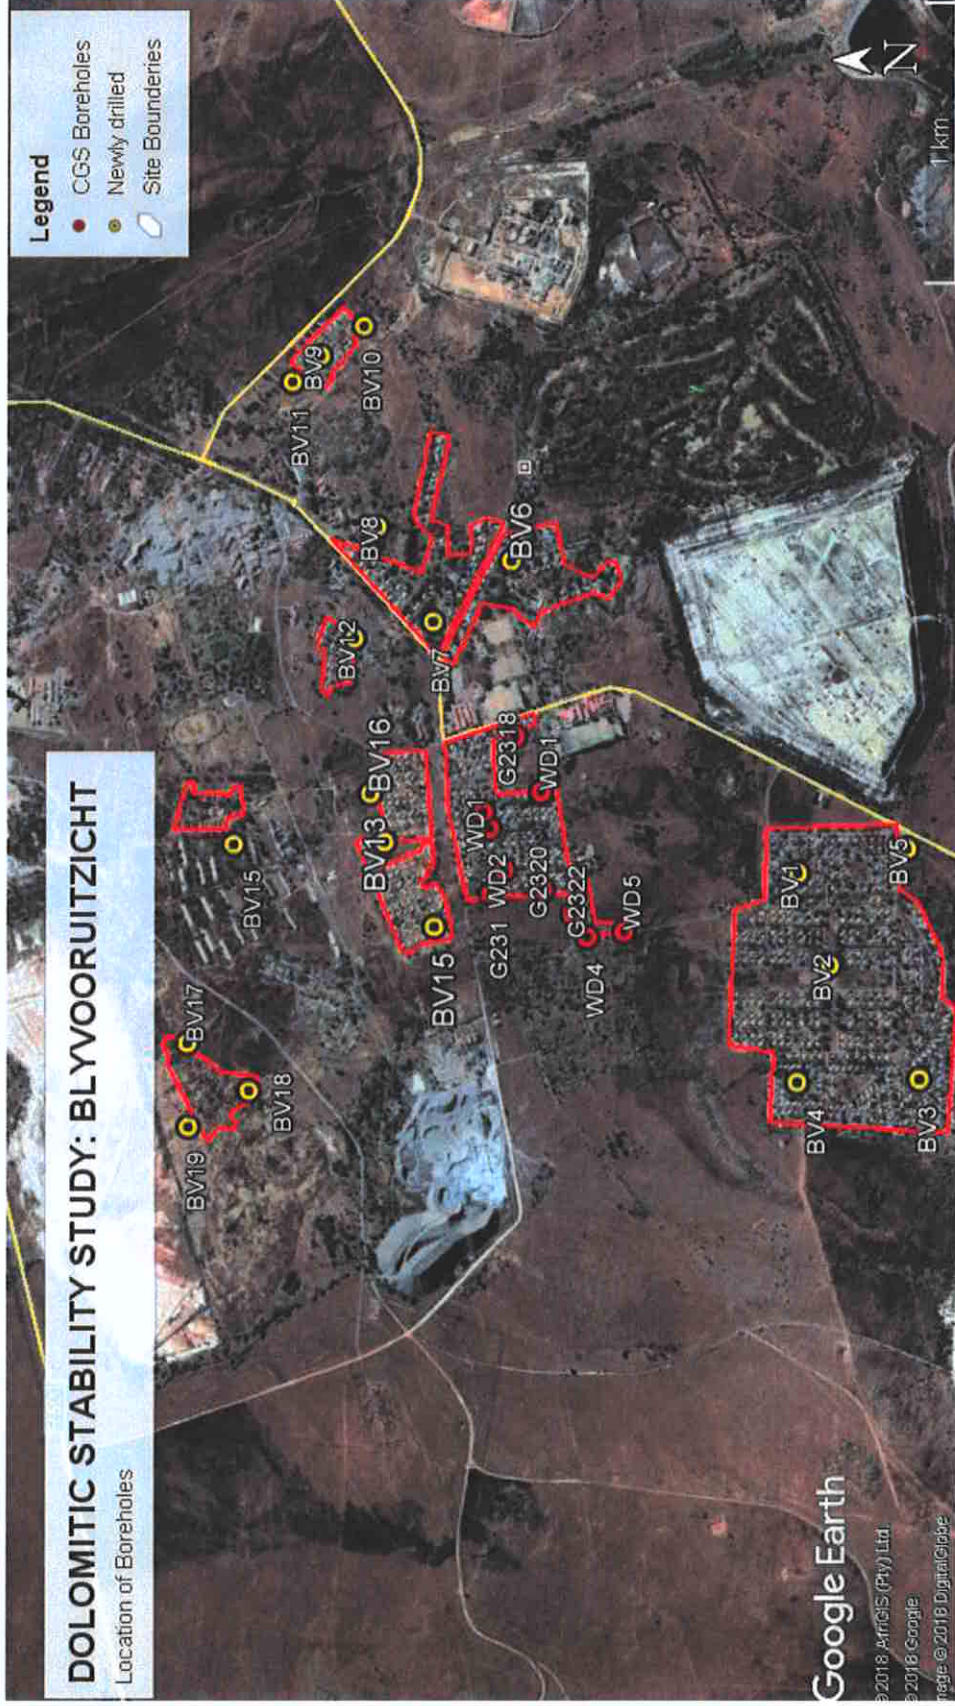 DOLOMITIC STABILITY STUDY: BLYVOORUITZICHT
Location of Boreholes
Legend
CGS Boreholes
Newly drilled
Site Bounderies
BV17
BV19
BV18
BV15
BV16
BV13
BV15
BV12
BV8
BV7
BV6
BV11
BV9
BV10
G2318
WD1
WD1
WD2
G231
G2320
G2322
WD4
WD5
BV1
BV2
BV4
BV5
BV3
Google Earth
©2018 AfriGIS (Pty) Ltd.
©2018 Google
mage © 2018 DigitalGlobe
N
1 km